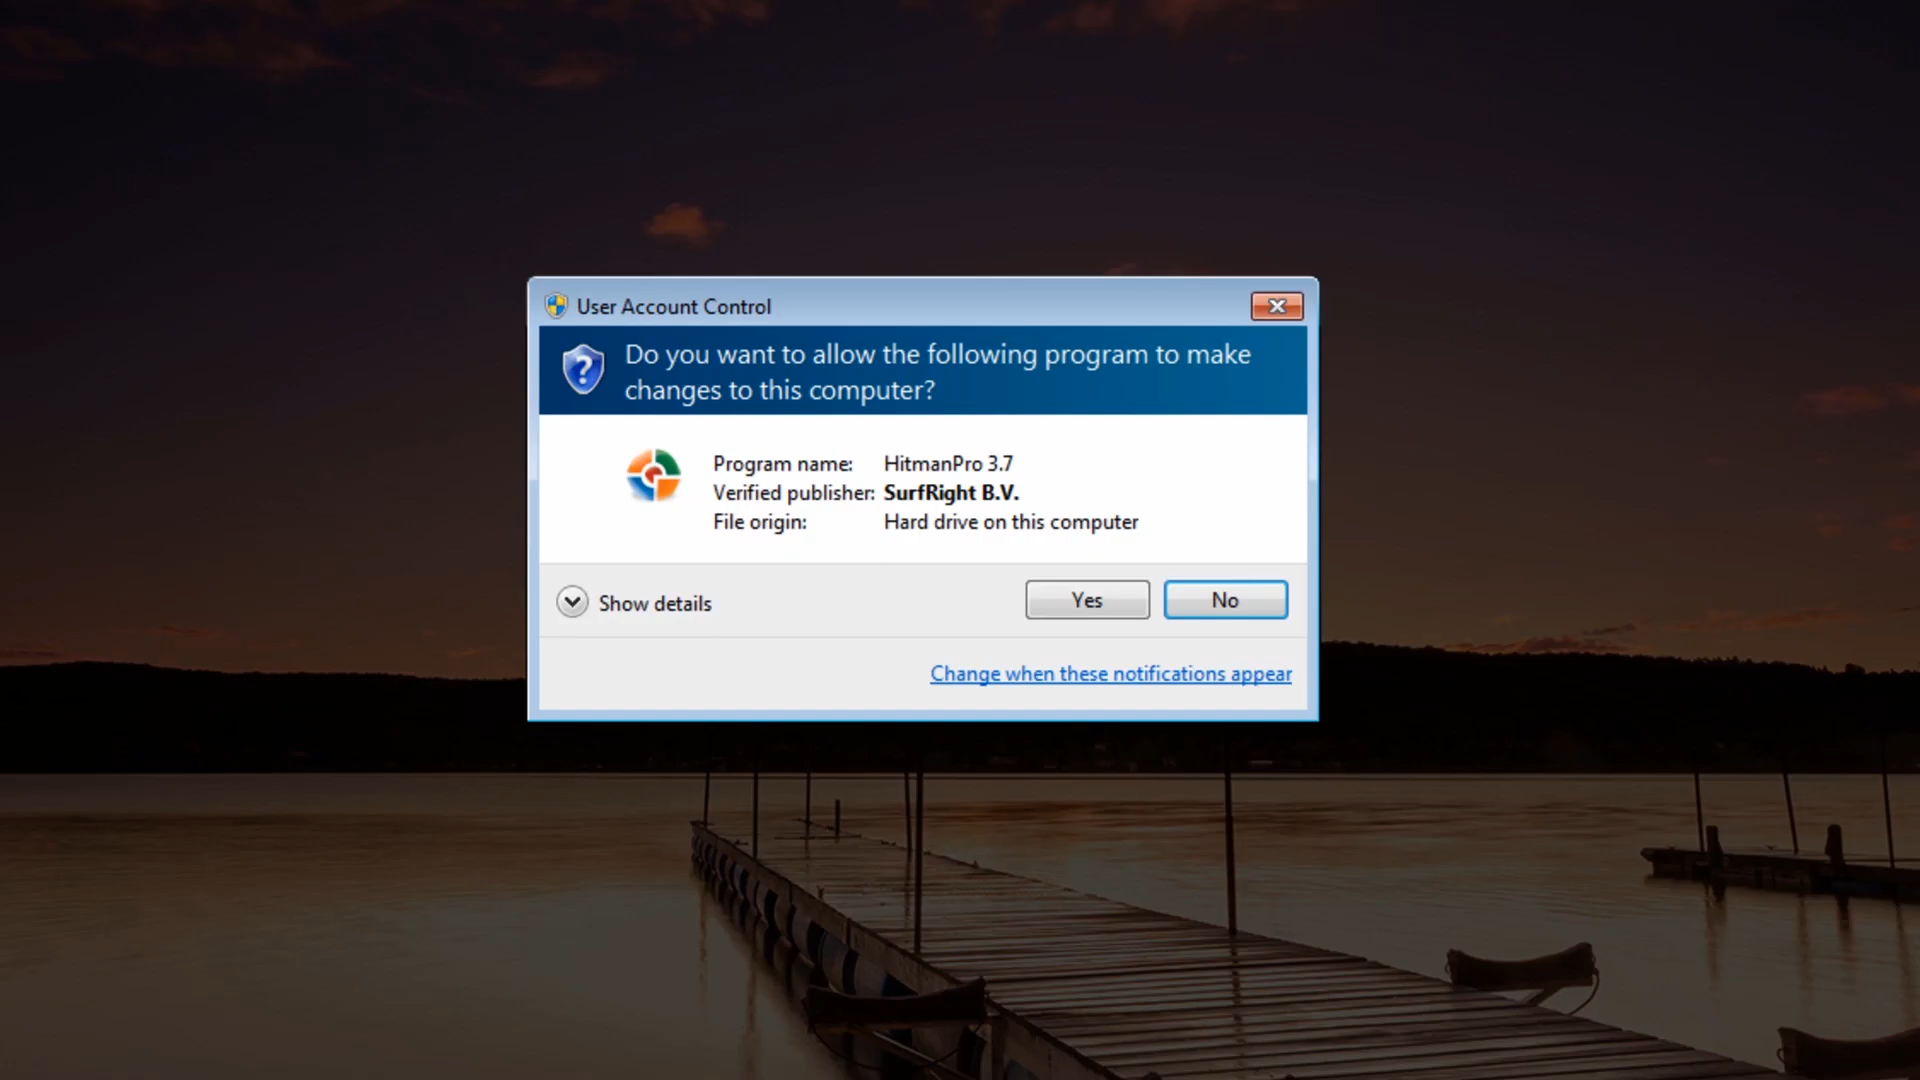 User Account Control
Do you want to allow the following program to make
changes to this computer?
Program name: HitmanPro 3.7
Verified publisher: SurfRight B.V.
File origin: Hard drive on this computer
Show details
Yes
No
Change when these notifications appear